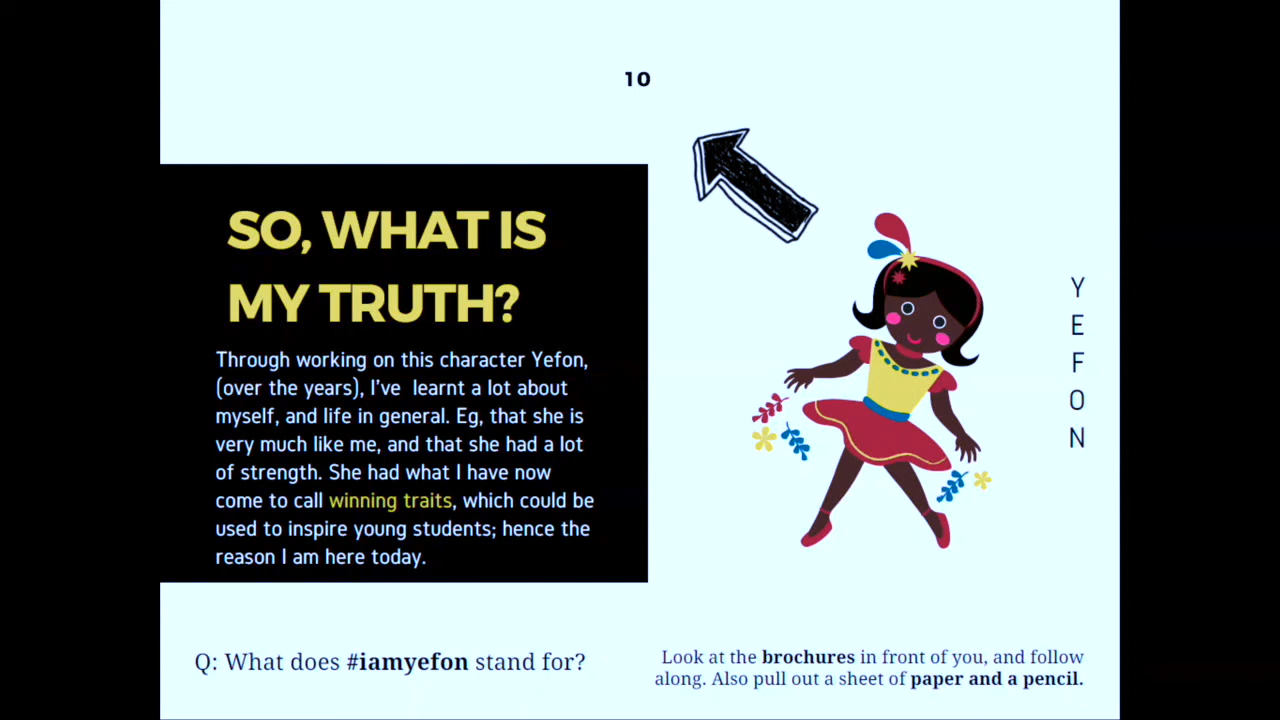 10
SO, WHAT IS
MY TRUTH?
Through working on this character Yefon,
(over the years), I've learnt a lot about
myself, and life in general. Eg, that she is
very much like me, and that she had a lot
of strength. She had what I have now
come to call winning traits, which could be
used to inspire young students; hence the
reason I am here today.
YEFON
Q: What does #iamyefon stand for?
Look at the brochures in front of you, and follow
along. Also pull out a sheet of paper and a pencil.